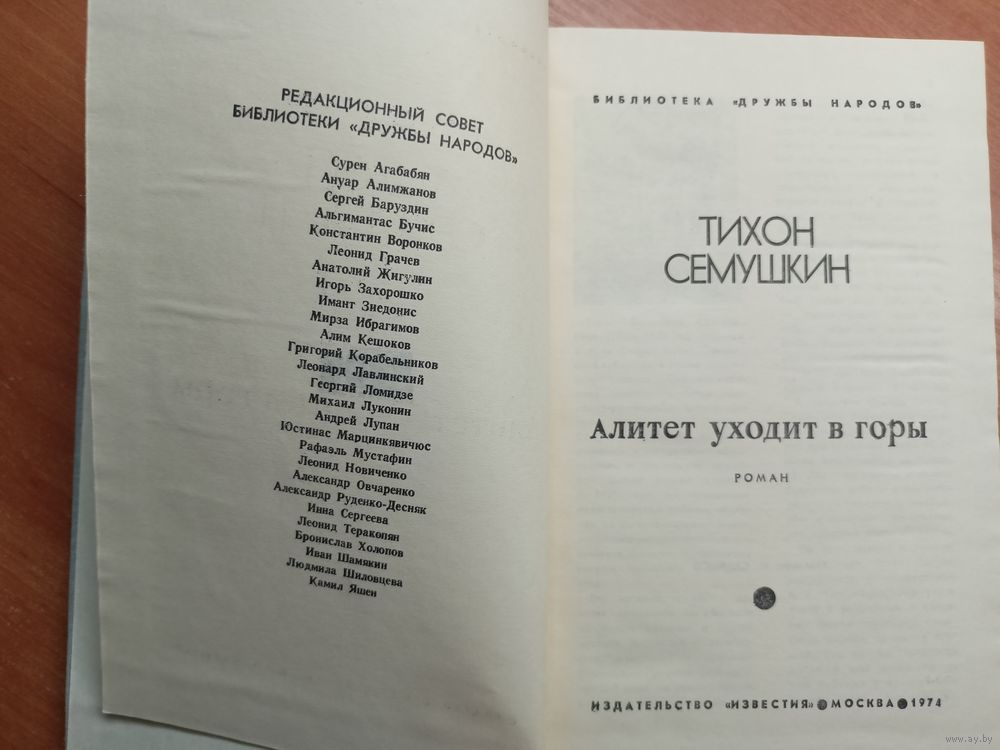 РЕДАКЦИОННЫЙ СОВЕТ
БИБЛИОТЕКИ «ДРУЖБЫ НАРОДОВ»
Сурен Агабабян
Ануар Алимжанов
Сергей Баруздин
Альгимантас Бучис
Константин Воронков
Леонид Грачев
Анатолий Жигулин
Игорь Захорошко
Имант Зиедонис
Мирза Ибрагимов
Алим Кешоков
Григорий Корабельников
Леонард Лавлинский
Георгий Ломидзе
Михаил Луконин
Андрей Лупан
Юстинас Марцинкявичюс
Рафаэль Мустафин
Леонид Новиченко
Александр Овчаренко
Александр Руденко-Десняк
Инна Сергеева
Леонид Теракопян
Бронислав Холопов
Иван Шамякин
Людмила Шиловцева
Камил Яшен
БИБЛИОТЕКА «ДРУЖБЫ НАРОДОВ»
ТИХОН
СЕМУШКИН
Алитет уходит в горы
РОМАН
ИЗДАТЕЛЬСТВО «ИЗВЕСТИЯ» ● МОСКВА ● 1974
www.ay.by